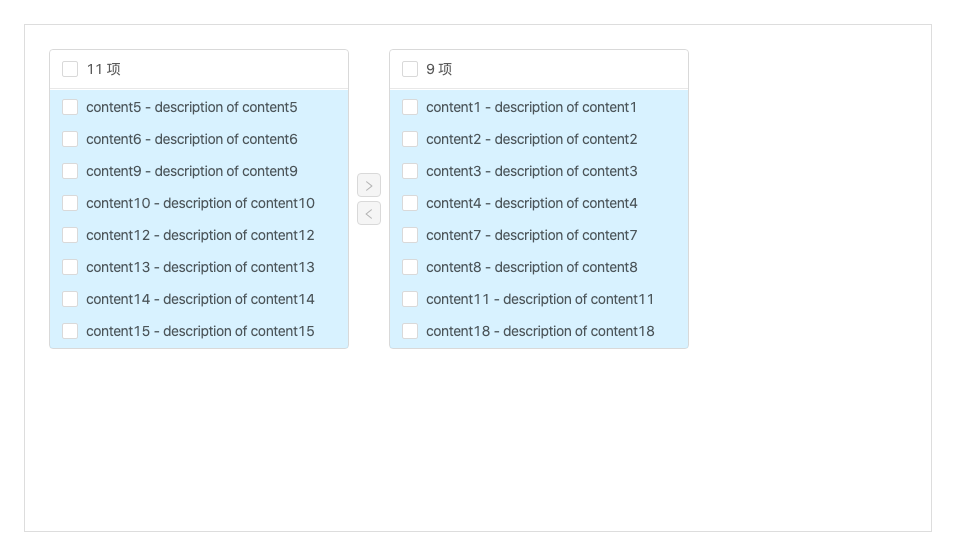 11 项
content5 - description of content5
content6 - description of content6
content9 - description of content9
content10 - description of content10
content12 - description of content12
content13 - description of content13
content14 - description of content14
content15 - description of content15
9 项
content1 - description of content1
content2 - description of content2
content3 - description of content3
content4 - description of content4
content7 - description of content7
content8 - description of content8
content11 - description of content11
content18 - description of content18